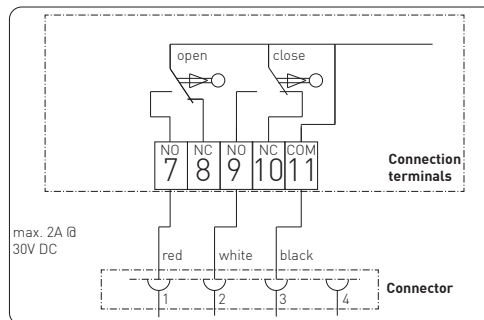 open close
NO NC NO NC COM
7 8 9 10 11
Connection
terminals
max. 2A @
30V DC
red white black
Connector
1 2 3 4